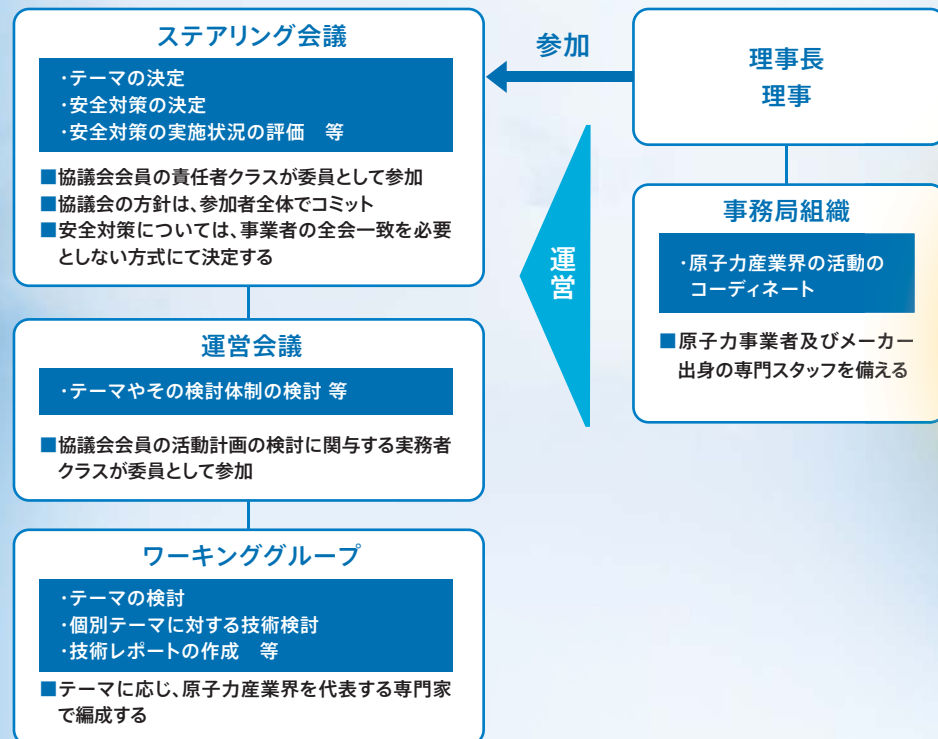 ステアリング会議
・テーマの決定
・安全対策の決定
・安全対策の実施状況の評価　等
■協議会会員の責任者クラスが委員として参加
■協議会の方針は、参加者全体でコミット
■安全対策については、事業者の全会一致を必要
としない方式にて決定する
参加
理事長
理事
運営
事務局組織
・原子力産業界の活動の
コーディネート
■原子力事業者及びメーカー
出身の専門スタッフを備える
運営会議
・テーマやその検討体制の検討 等
■協議会会員の活動計画の検討に関与する実務者
クラスが委員として参加
ワーキンググループ
・テーマの検討
・個別テーマに対する技術検討
・技術レポートの作成　等
■テーマに応じ、原子力産業界を代表する専門家
で編成する